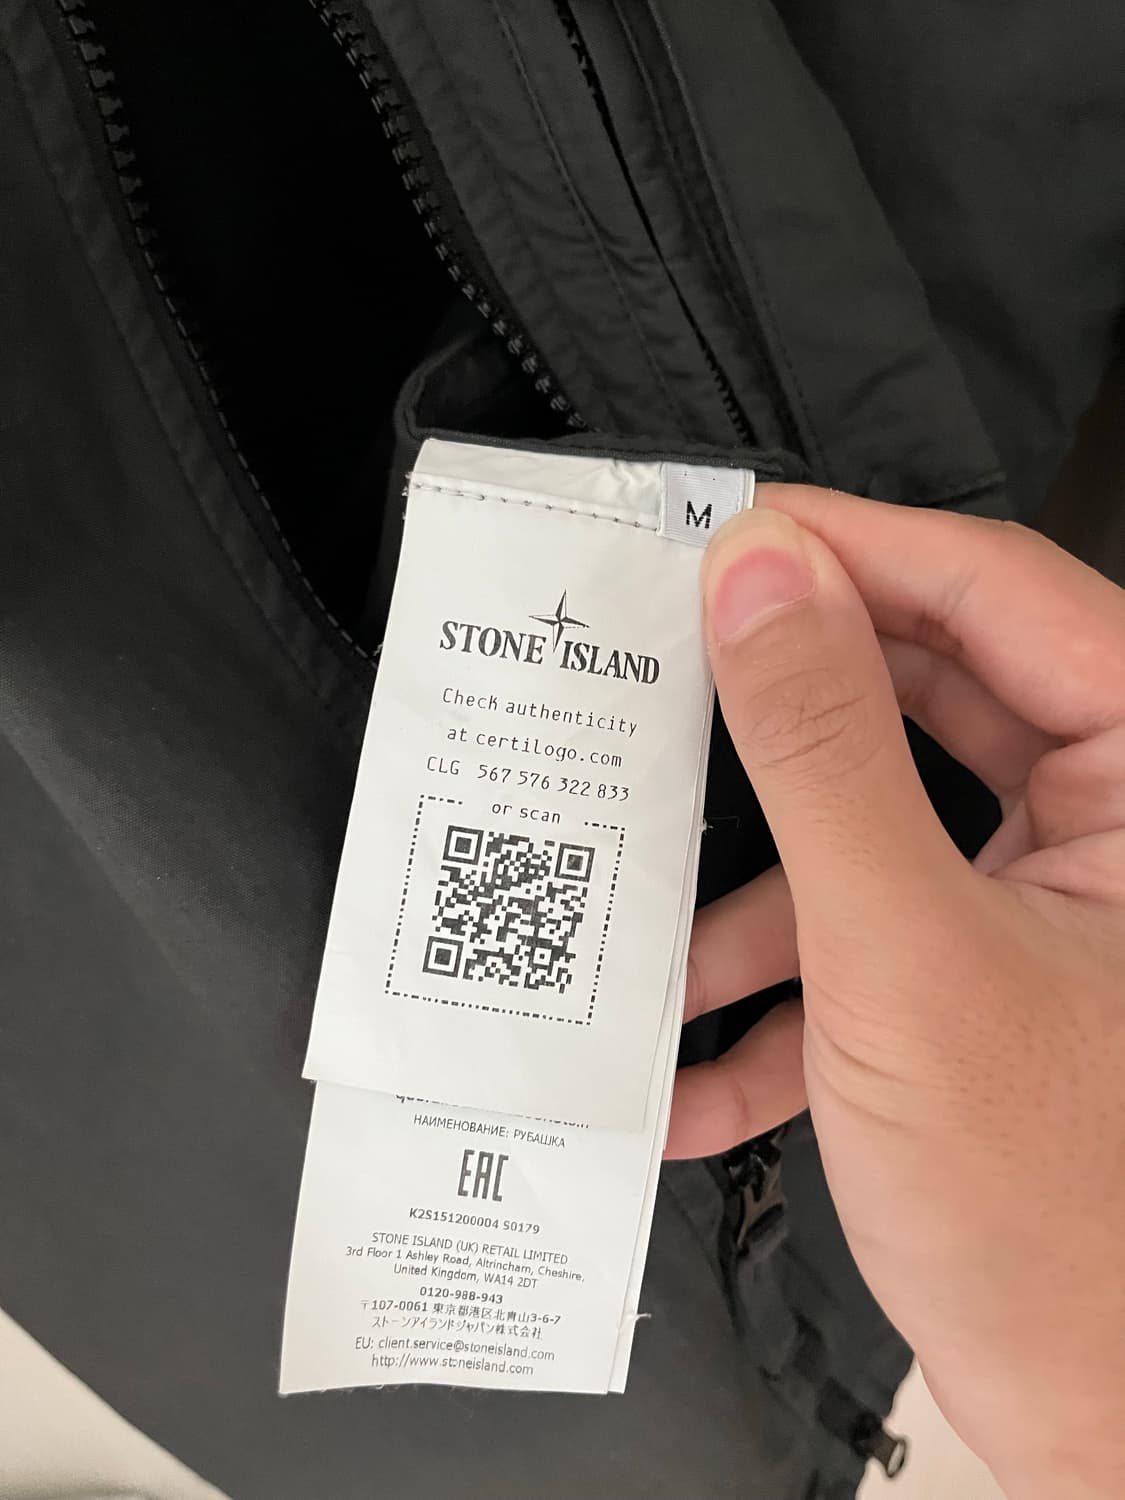 M
STONE ISLAND
Check authenticity
at certilogo.com
CLG 567 576 322 833
or scan
НАИМЕНОВАНИЕ: РУБАШКА
EAC
K2S151200004 S0179
STONE ISLAND (UK) RETAIL LIMITED
3rd Floor 1 Ashley Road, Altrincham, Cheshire,
United Kingdom, WA14 2DT
0120-988-943
〒107-0061 東京都港区北青山3-6-7
ストーンアイランドジャパン株式会社
EU: client.service@stoneisland.com
http://www.stoneisland.com